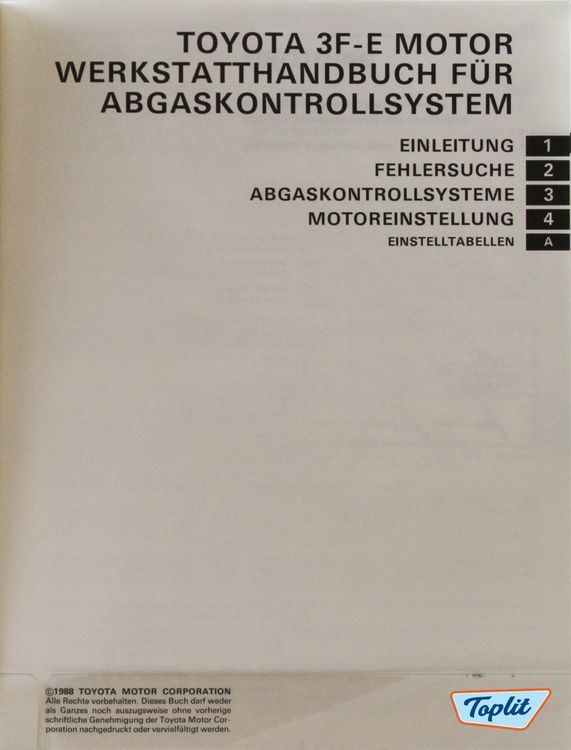 TOYOTA 3F-E MOTOR
WERKSTATTHANDBUCH FÜR
ABGASKONTROLLSYSTEM
EINLEITUNG 1
FEHLERSUCHE 2
ABGASKONTROLLSYSTEME 3
MOTOREINSTELLUNG 4
EINSTELLTABELLEN A
©1988 TOYOTA MOTOR CORPORATION
Alle Rechte vorbehalten. Dieses Buch darf weder
als Ganzes noch auszugsweise ohne vorherige
schriftliche Genehmigung der Toyota Motor Cor-
poration nachgedruckt oder vervielfältigt werden.
Toplit